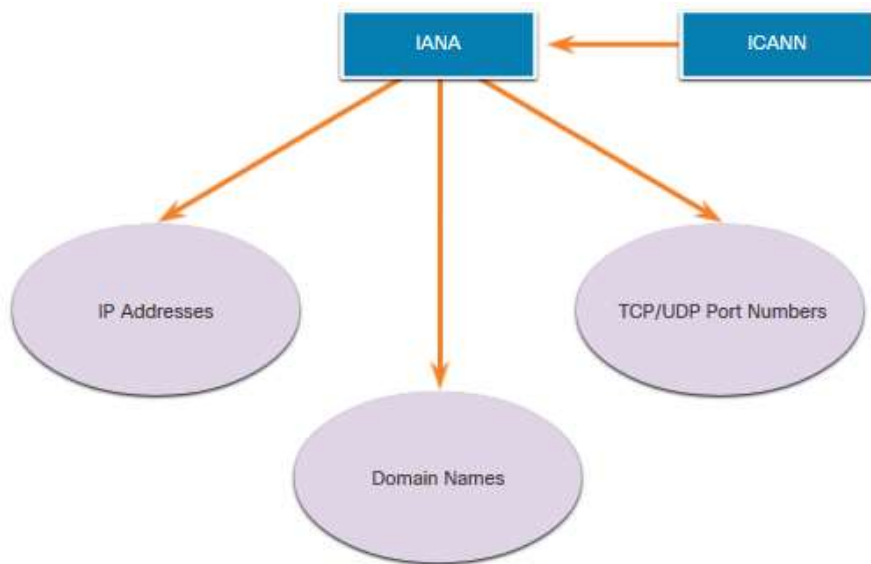 IANA
ICANN
IP Addresses
TCP/UDP Port Numbers
Domain Names